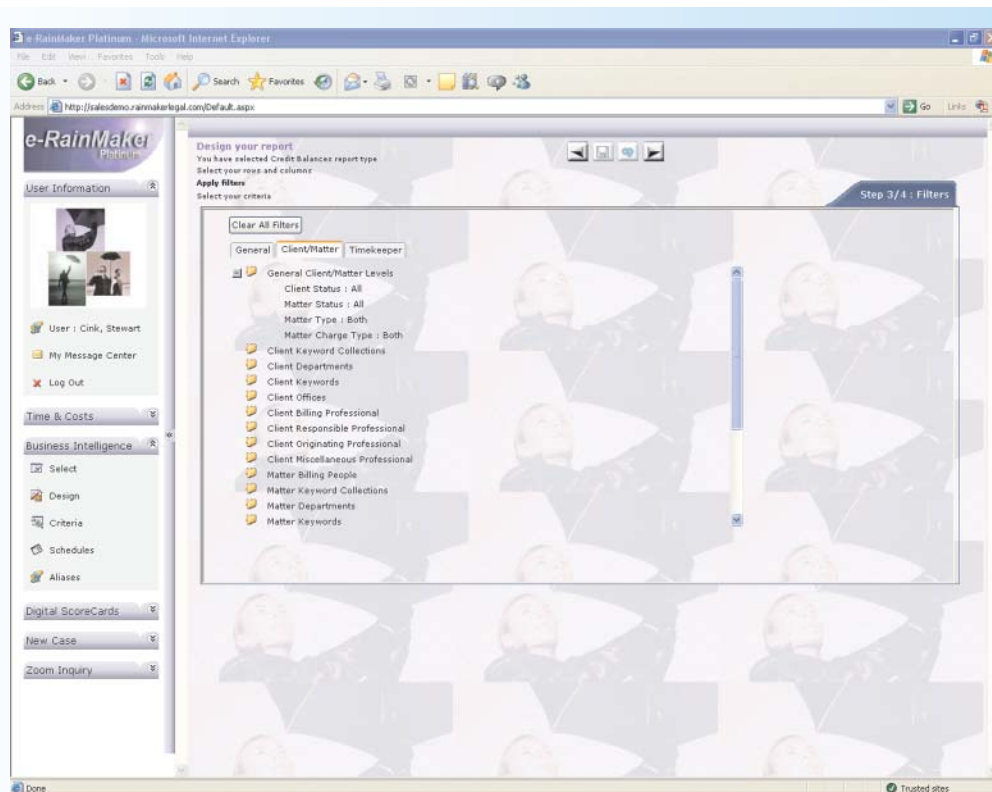 e-RainMaker Platinum - Microsoft Internet Explorer
File Edit View Favorites Tools Help
Back Search Favorites
Address http://salesdemo.rainmakerlegal.com/Default.aspx Go Links
e-RainMaker
Platinum
User Information
User : Cink, Stewart
My Message Center
Log Out
Time & Costs
Business Intelligence
Select
Design
Criteria
Schedules
Aliases
Digital ScoreCards
New Case
Zoom Inquiry
Design your report
You have selected Credit Balances report type
Select your rows and columns
Apply filters
Select your criteria
Step 3/4 : Filters
Clear All Filters
General Client/Matter Timekeeper
General Client/Matter Levels
Client Status : All
Matter Status : All
Matter Type : Both
Matter Charge Type : Both
Client Keyword Collections
Client Departments
Client Keywords
Client Offices
Client Billing Professional
Client Responsible Professional
Client Originating Professional
Client Miscellaneous Professional
Matter Billing People
Matter Keyword Collections
Matter Departments
Matter Keywords
Done Trusted sites